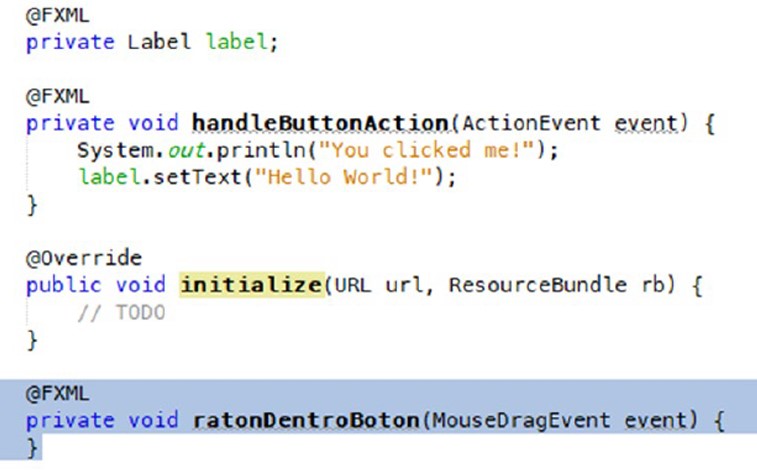 @FXML
private Label label;
@FXML
private void handleButtonAction(ActionEvent event) {
System.out.println("You clicked me!");
label.setText("Hello World!");
}
@Override
public void initialize(URL url, ResourceBundle rb) {
// TODO
}
@FXML
private void ratonDentroBoton(MouseDragEvent event) {
}